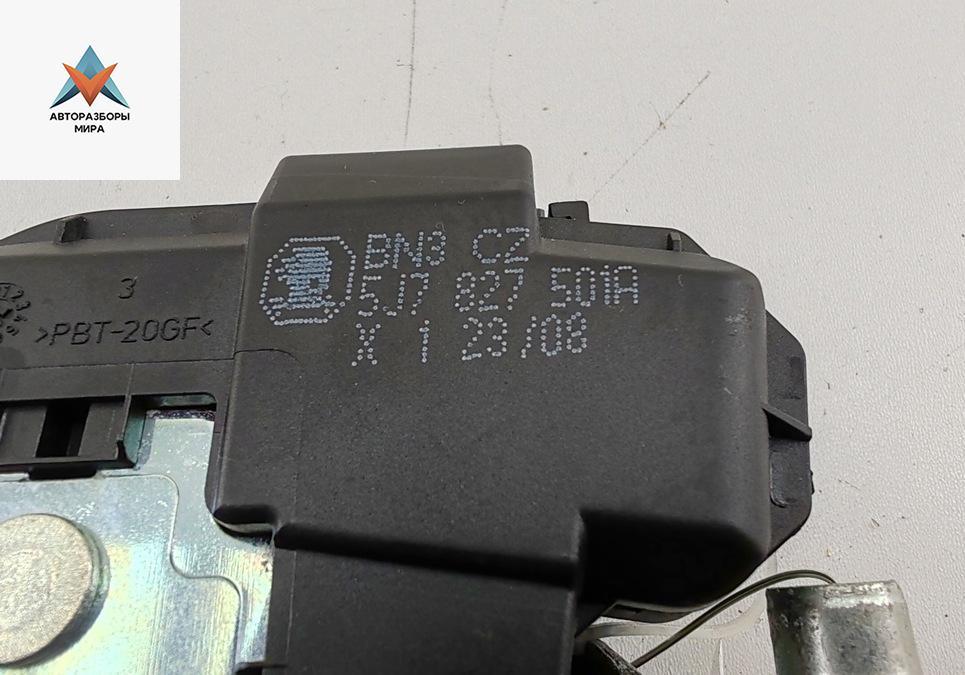 АВТОРАЗБОРЫ
МИРА
BN3 CZ
5J7 827 501A
X 1 23/08
3
>PBT-20GF<